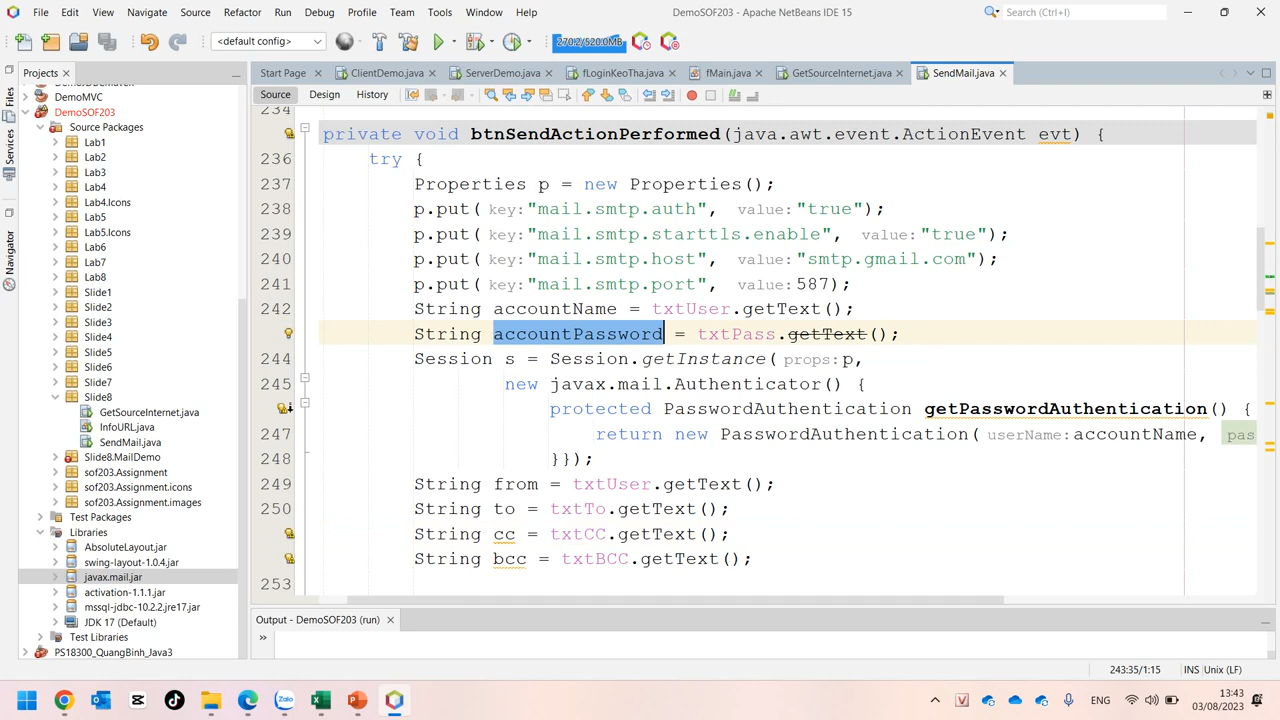 File Edit View Navigate Source Refactor Run Debug Profile Team Tools Window Help DemoSOF203 - Apache NetBeans IDE 15 Search (Ctrl+I)
<default config> 270.2/520.0MB
Projects Start Page ClientDemo.java ServerDemo.java fLoginKeoTha.java fMain.java GetSourceInternet.java SendMail.java
Source Design History
Files
Services
Navigator
DemoMVC
DemoSOF203
Source Packages
Lab1
Lab2
Lab3
Lab4
Lab4.Icons
Lab5
Lab5.Icons
Lab6
Lab7
Lab8
Slide1
Slide2
Slide3
Slide4
Slide5
Slide6
Slide7
Slide8
GetSourceInternet.java
InfoURL.java
SendMail.java
Slide8.MailDemo
sof203.Assignment
sof203.Assignment.icons
sof203.Assignment.images
Test Packages
Libraries
AbsoluteLayout.jar
swing-layout-1.0.4.jar
javax.mail.jar
activation-1.1.1.jar
mssql-jdbc-10.2.2.jre17.jar
JDK 17 (Default)
Test Libraries
PS18300_QuangBinh_Java3
234
private void btnSendActionPerformed(java.awt.event.ActionEvent evt) {
236 try {
237 Properties p = new Properties();
238 p.put(key:"mail.smtp.auth", value:"true");
239 p.put(key:"mail.smtp.starttls.enable", value:"true");
240 p.put(key:"mail.smtp.host", value:"smtp.gmail.com");
241 p.put(key:"mail.smtp.port", value:587);
242 String accountName = txtUser.getText();
String accountPassword = txtPass.getText();
244 Session s = Session.getInstance(props:p,
245 new javax.mail.Authenticator() {
protected PasswordAuthentication getPasswordAuthentication() {
247 return new PasswordAuthentication(userName:accountName, pas
248 }});
249 String from = txtUser.getText();
250 String to = txtTo.getText();
String cc = txtCC.getText();
String bcc = txtBCC.getText();
253
Output - DemoSOF203 (run)
243:35/1:15 INS Unix (LF)
Zalo ENG 13:43
03/08/2023